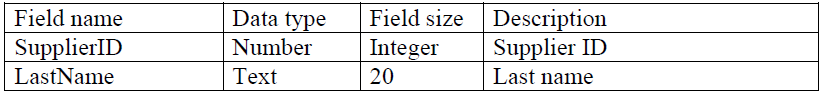 Field name Data type Field size Description
SupplierID Number Integer Supplier ID
LastName Text 20 Last name